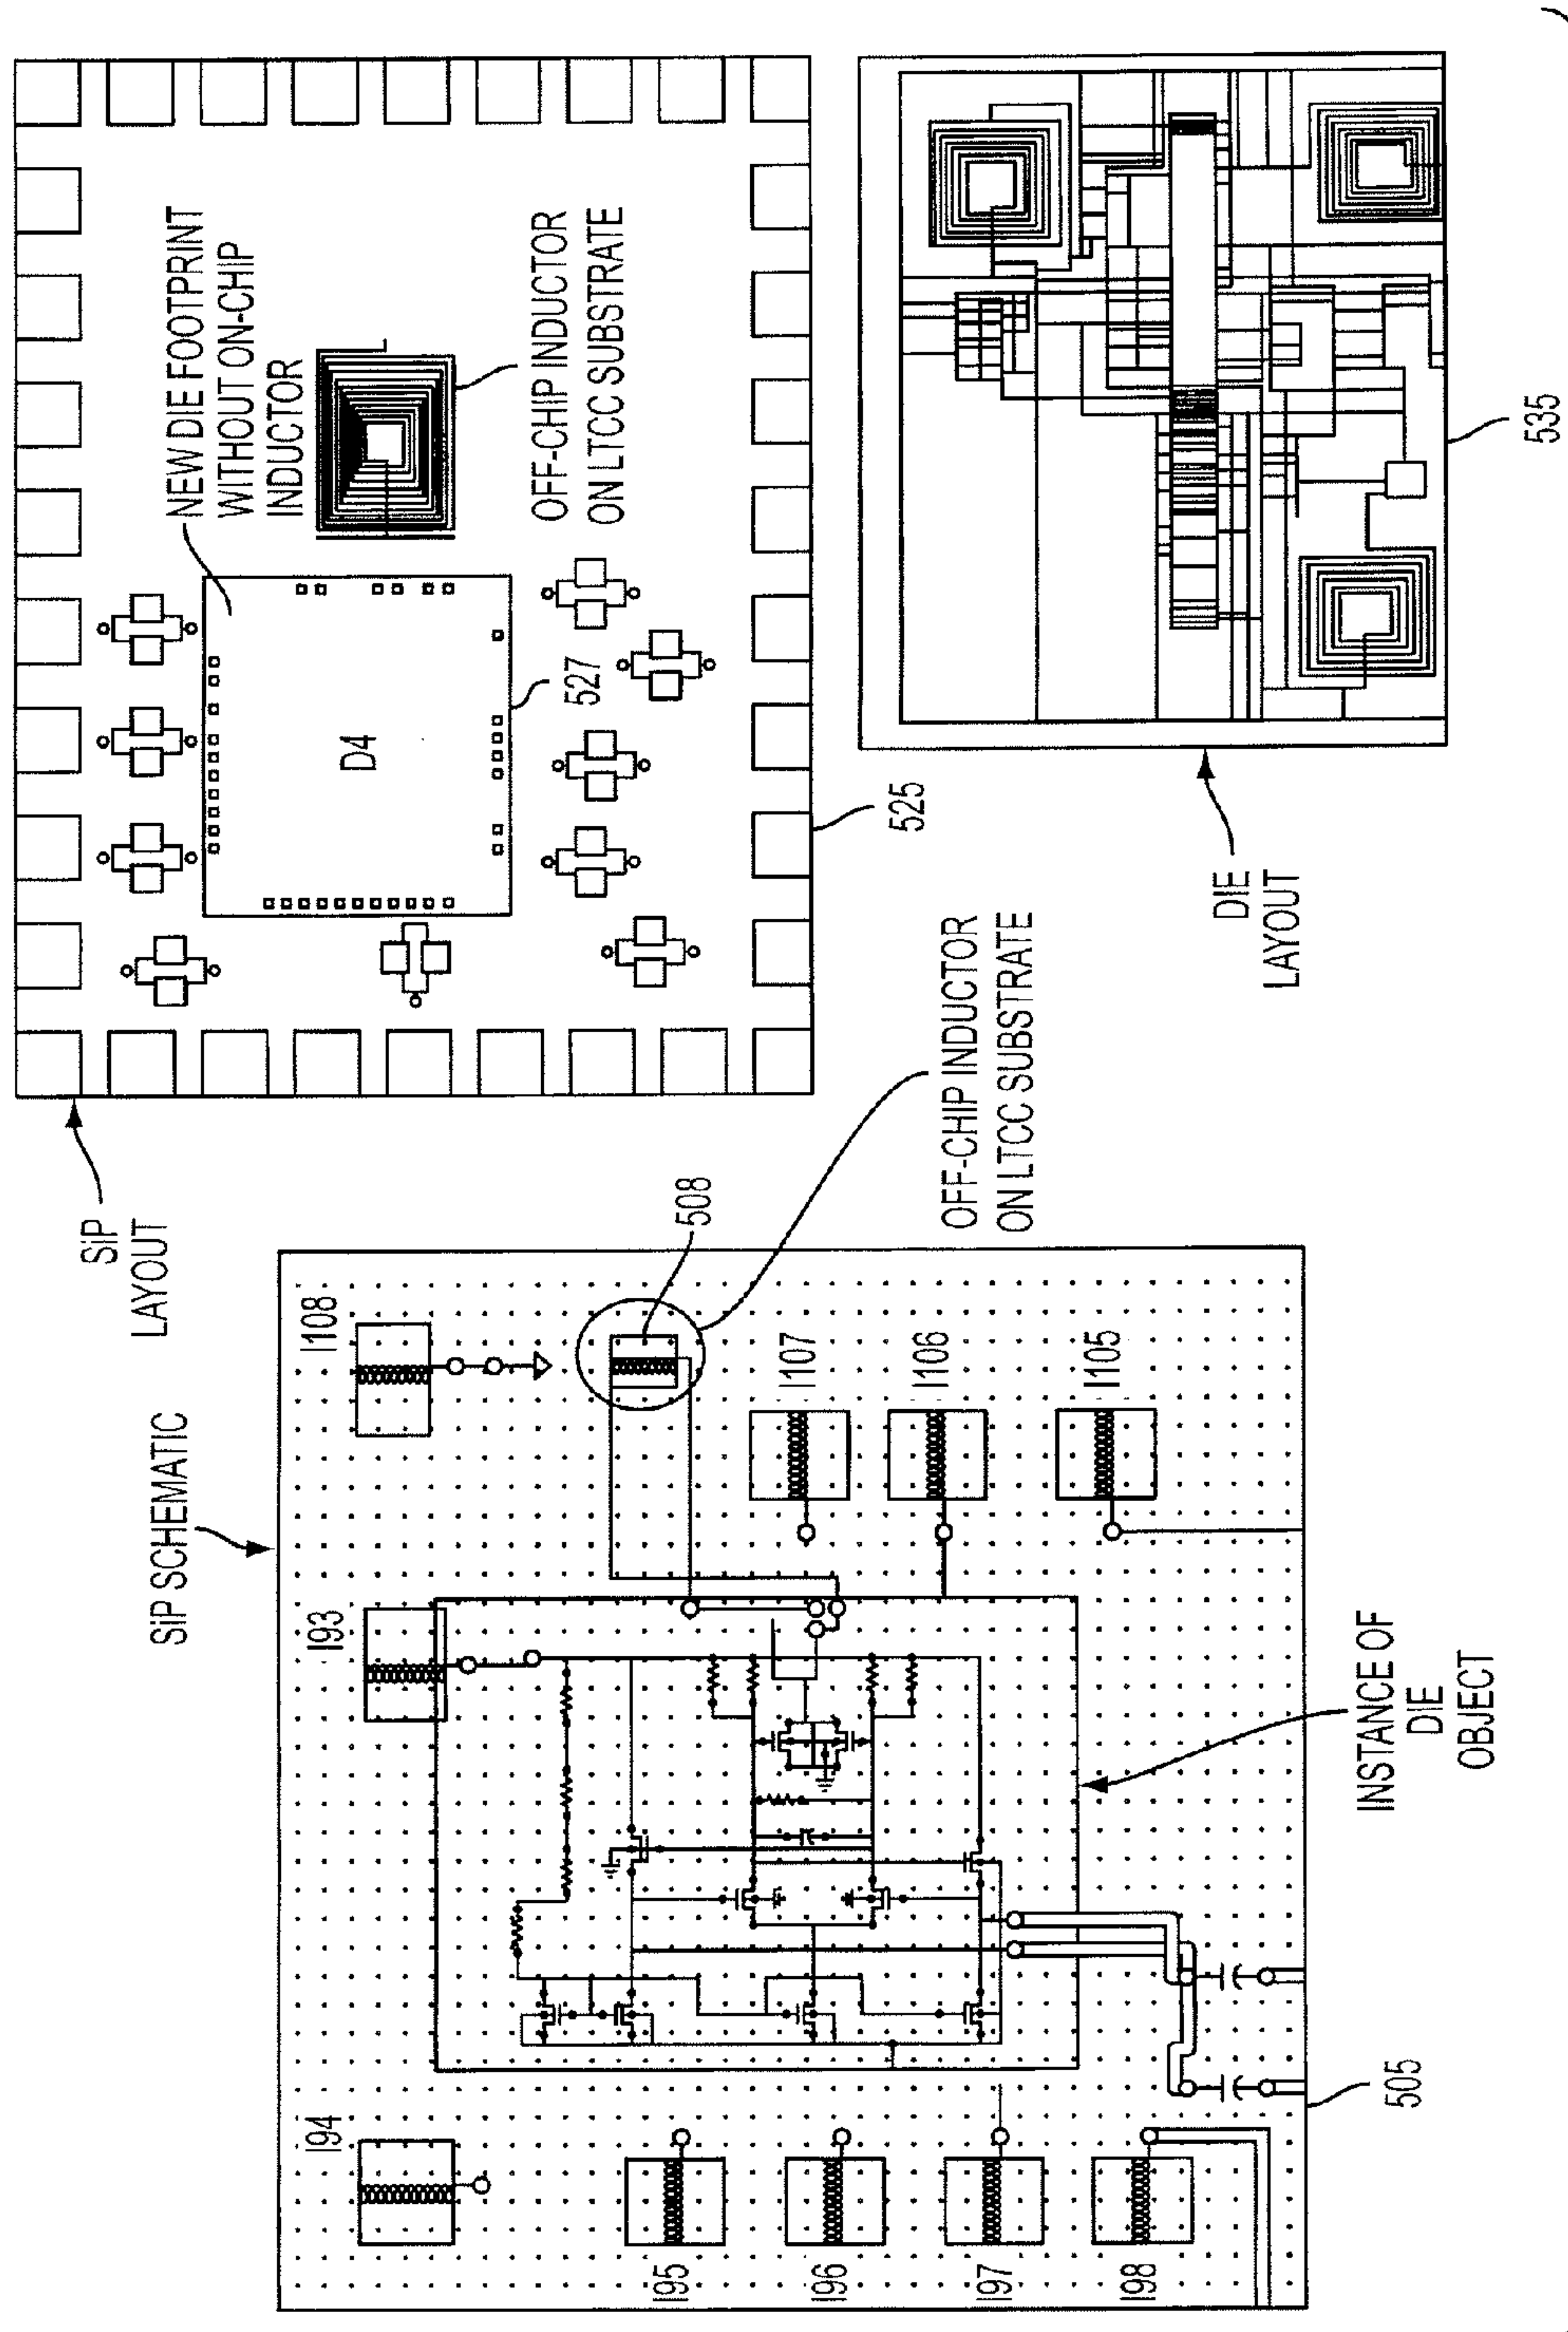 SiP SCHEMATIC
I94
I93
I108
I95
I96
I97
I98
508
I107
I106
I105
OFF-CHIP INDUCTOR
ON LTCC SUBSTRATE
505
INSTANCE OF
DIE
OBJECT
SiP
LAYOUT
NEW DIE FOOTPRINT
WITHOUT ON-CHIP
INDUCTOR
D4
527
OFF-CHIP INDUCTOR
ON LTCC SUBSTRATE
525
DIE
LAYOUT
535